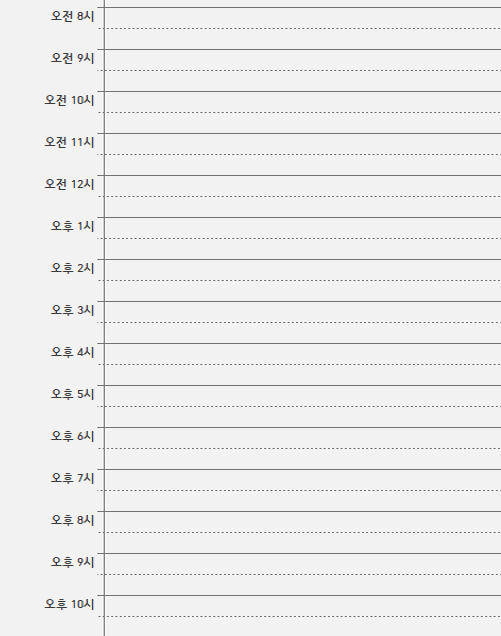 오전 8시
오전 9시
오전 10시
오전 11시
오전 12시
오후 1시
오후 2시
오후 3시
오후 4시
오후 5시
오후 6시
오후 7시
오후 8시
오후 9시
오후 10시